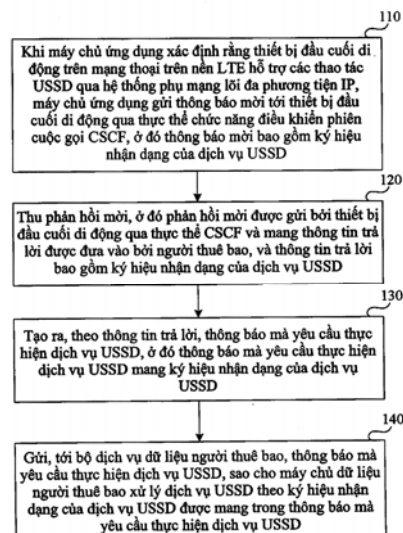 110
Khi máy chủ ứng dụng xác định rằng thiết bị đầu cuối di
động trên mạng thoại trên nền LTE hỗ trợ các thao tác
USSD qua hệ thống phụ mạng lõi đa phương tiện IP,
máy chủ ứng dụng gửi thông báo mời tới thiết bị đầu
cuối di động qua thực thể chức năng điều khiển phiên
cuộc gọi CSCF, ở đó thông báo mời bao gồm ký hiệu
nhận dạng của dịch vụ USSD
120
Thu phản hồi mời, ở đó phản hồi mời được gửi bởi thiết bị
đầu cuối di động qua thực thể CSCF và mang thông tin trả
lời được đưa vào bởi người thuê bao, và thông tin trả lời
bao gồm ký hiệu nhận dạng của dịch vụ USSD
130
Tạo ra, theo thông tin trả lời, thông báo mà yêu cầu thực
hiện dịch vụ USSD, ở đó thông báo mà yêu cầu thực hiện
dịch vụ USSD mang ký hiệu nhận dạng của dịch vụ
USSD
140
Gửi, tới bộ dịch vụ dữ liệu người thuê bao, thông báo mà
yêu cầu thực hiện dịch vụ USSD, sao cho máy chủ dữ liệu
người thuê bao xử lý dịch vụ USSD theo ký hiệu nhận
dạng của dịch vụ USSD được mang trong thông báo mà
yêu cầu thực hiện dịch vụ USSD